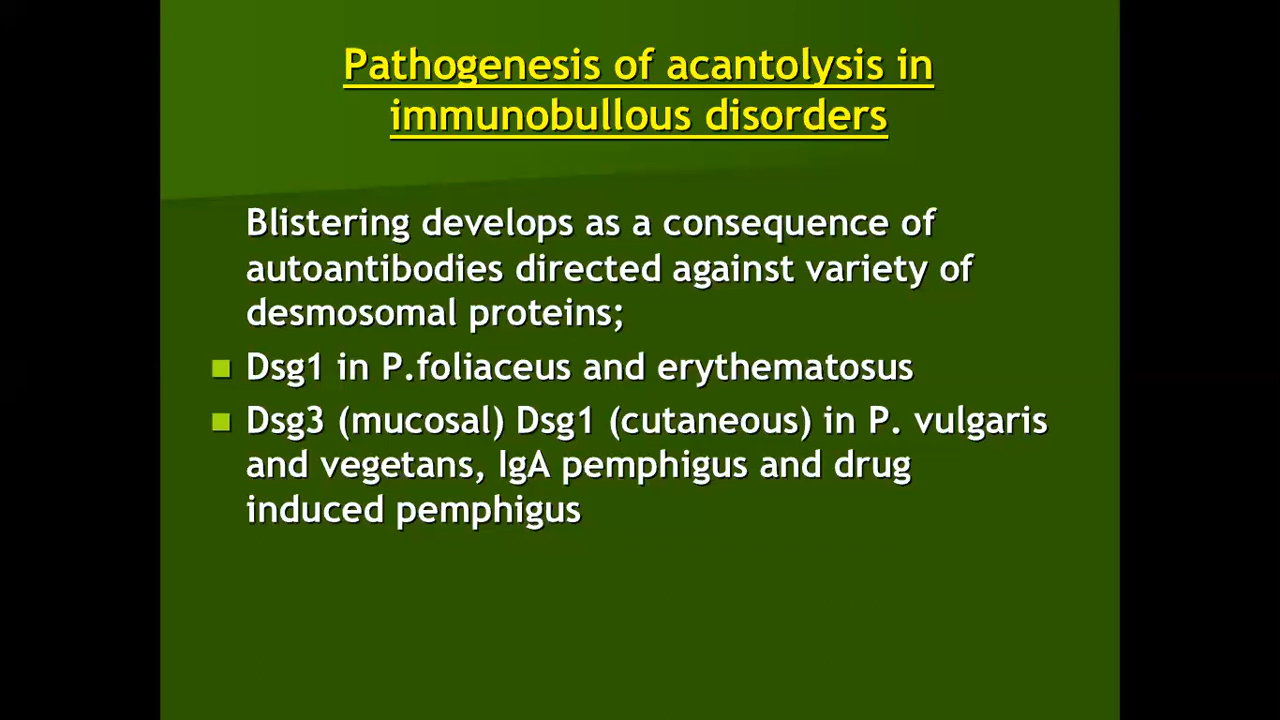 Pathogenesis of acantolysis in
immunobullous disorders
Blistering develops as a consequence of
autoantibodies directed against variety of
desmosomal proteins;
Dsg1 in P.foliaceus and erythematosus
Dsg3 (mucosal) Dsg1 (cutaneous) in P. vulgaris
and vegetans, IgA pemphigus and drug
induced pemphigus